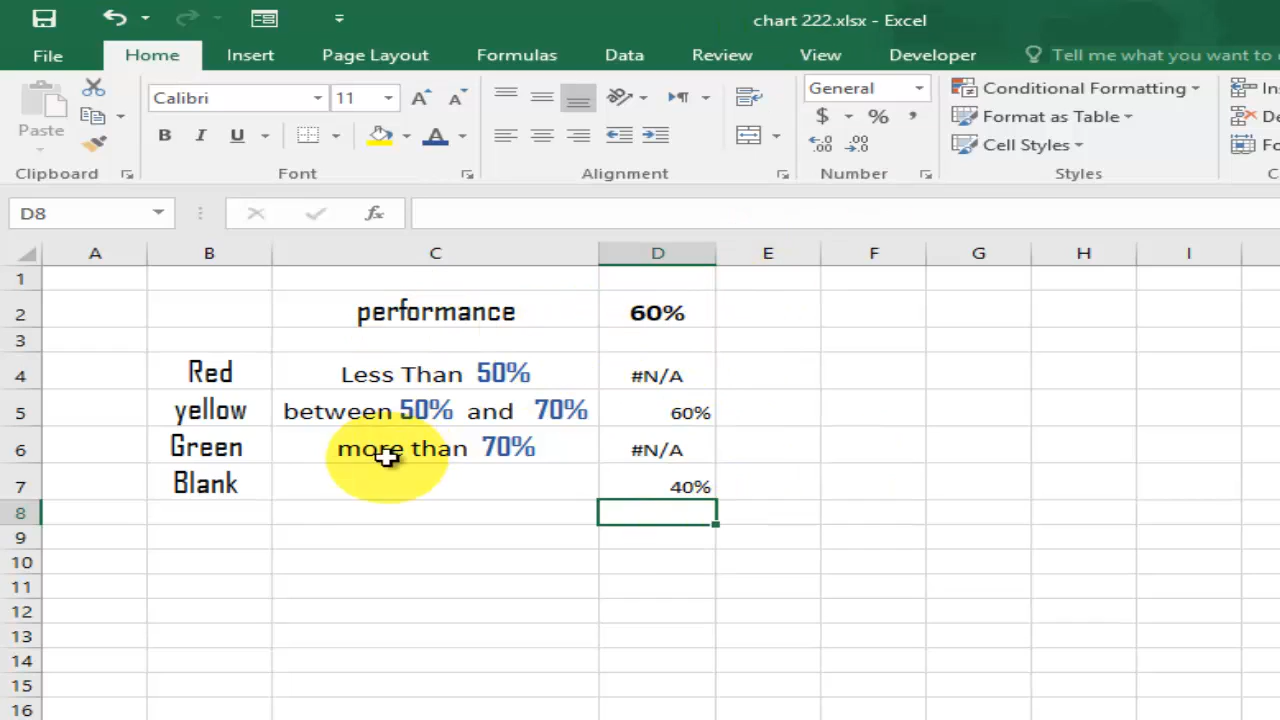 chart 222.xlsx - Excel
File Home Insert Page Layout Formulas Data Review View Developer Tell me what you want to
Paste
Calibri 11 A A General Conditional Formatting
B I U A $ % , Format as Table
.00 .00 Cell Styles
Clipboard Font Alignment Number Styles
D8 fx
A B C D E F G H I
1
2 performance 60%
3
4 Red Less Than 50% #N/A
5 yellow between 50% and 70% 60%
6 Green more than 70% #N/A
7 Blank 40%
8
9
10
11
12
13
14
15
16